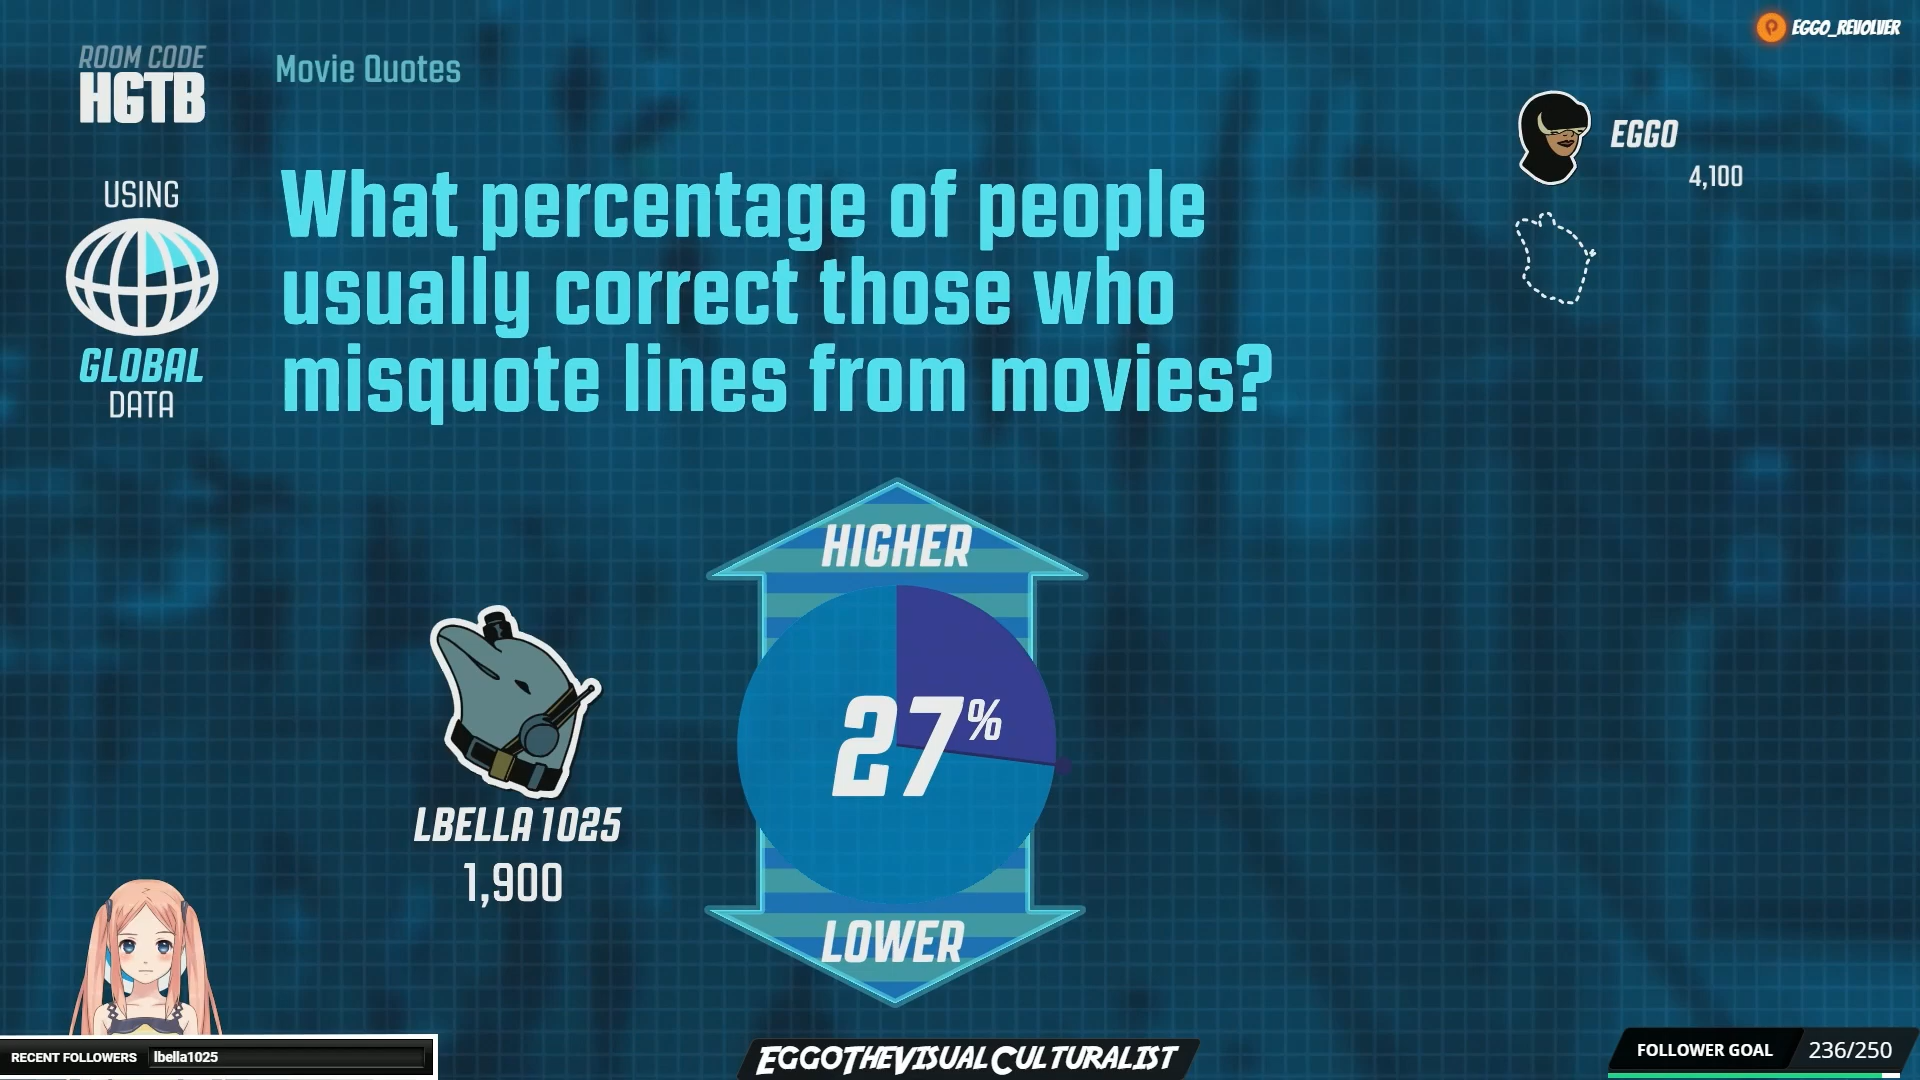 EGGO_REVOLVER
ROOM CODE
HGTB
Movie Quotes
EGGO
4,100
USING
GLOBAL
DATA
What percentage of people
usually correct those who
misquote lines from movies?
HIGHER
27%
LOWER
LBELLA 1025
1,900
RECENT FOLLOWERS lbella1025
EGGOTHEVISUALCULTURALIST
FOLLOWER GOAL 236/250